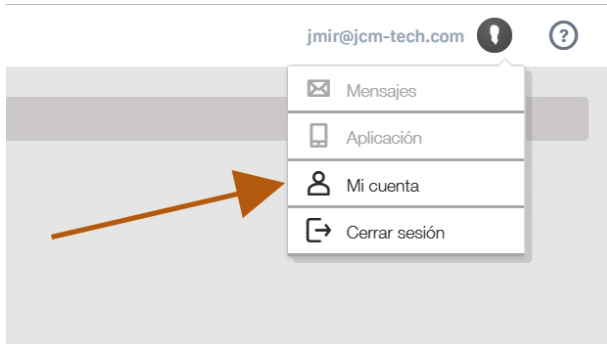 jmir@jcm-tech.com ?
Mensajes
Aplicación
Mi cuenta
Cerrar sesión